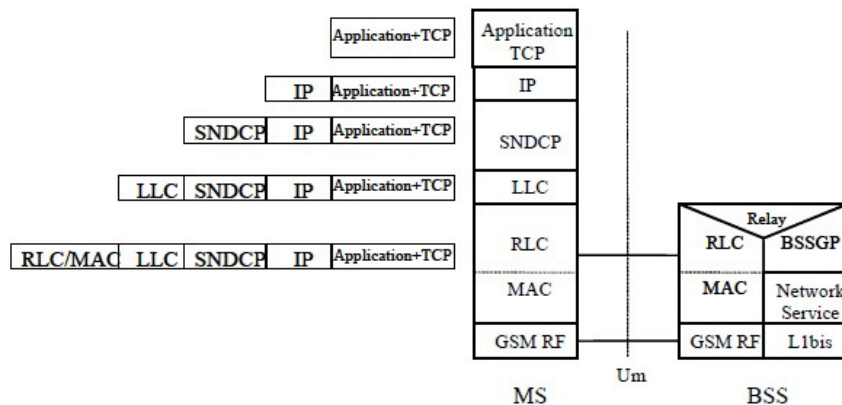 Application+TCP
Application
TCP
IP Application+TCP
IP
SNDCP IP Application+TCP
SNDCP
LLC SNDCP IP Application+TCP
LLC
Relay
RLC/MAC LLC SNDCP IP Application+TCP
RLC
RLC BSSGP
MAC
MAC Network
Service
GSM RF
GSM RF L1bis
Um
MS
BSS